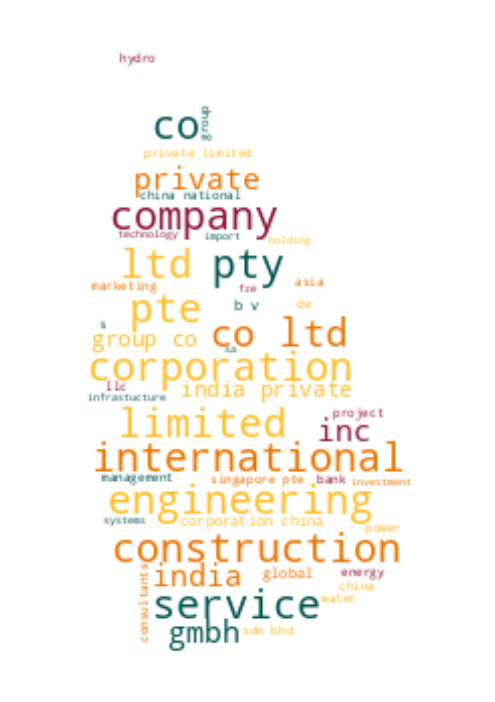 hydro
co
group
private limited
private
china national
company
technology
import
holding
ltd
pty
marketing
fze
asia
pte
b v
de
s
group co
co ltd
sa
corporation
llc
india private
infrastucture
limited
project
inc
international
management
singapore pte
bank
investment
engineering
systems
corporation china
power
construction
consultants
india
global
energy
china
service
water
gmbh
sdn bhd